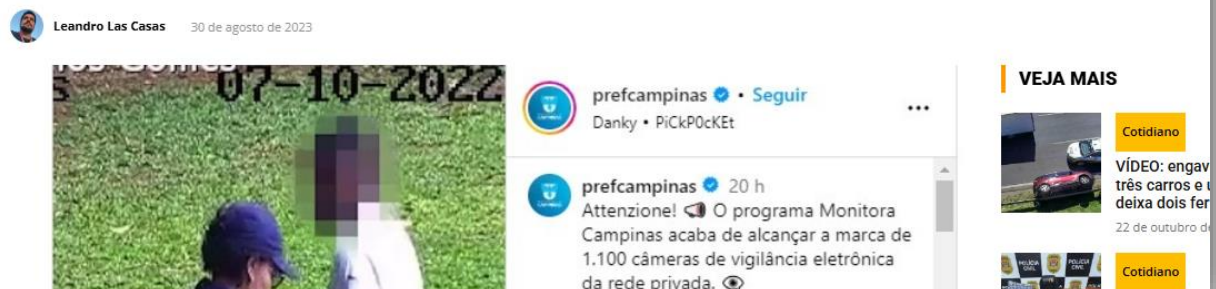 Leandro Las Casas
30 de agosto de 2023
07-10-2022
prefcampinas • Seguir
Danky • PiCkP0cKEt
prefcampinas 20 h
Attenzione! O programa Monitora
Campinas acaba de alcançar a marca de
1.100 câmeras de vigilância eletrônica
da rede privada.
VEJA MAIS
Cotidiano
VÍDEO: engav
três carros e
deixa dois fer
22 de outubro d
Cotidiano